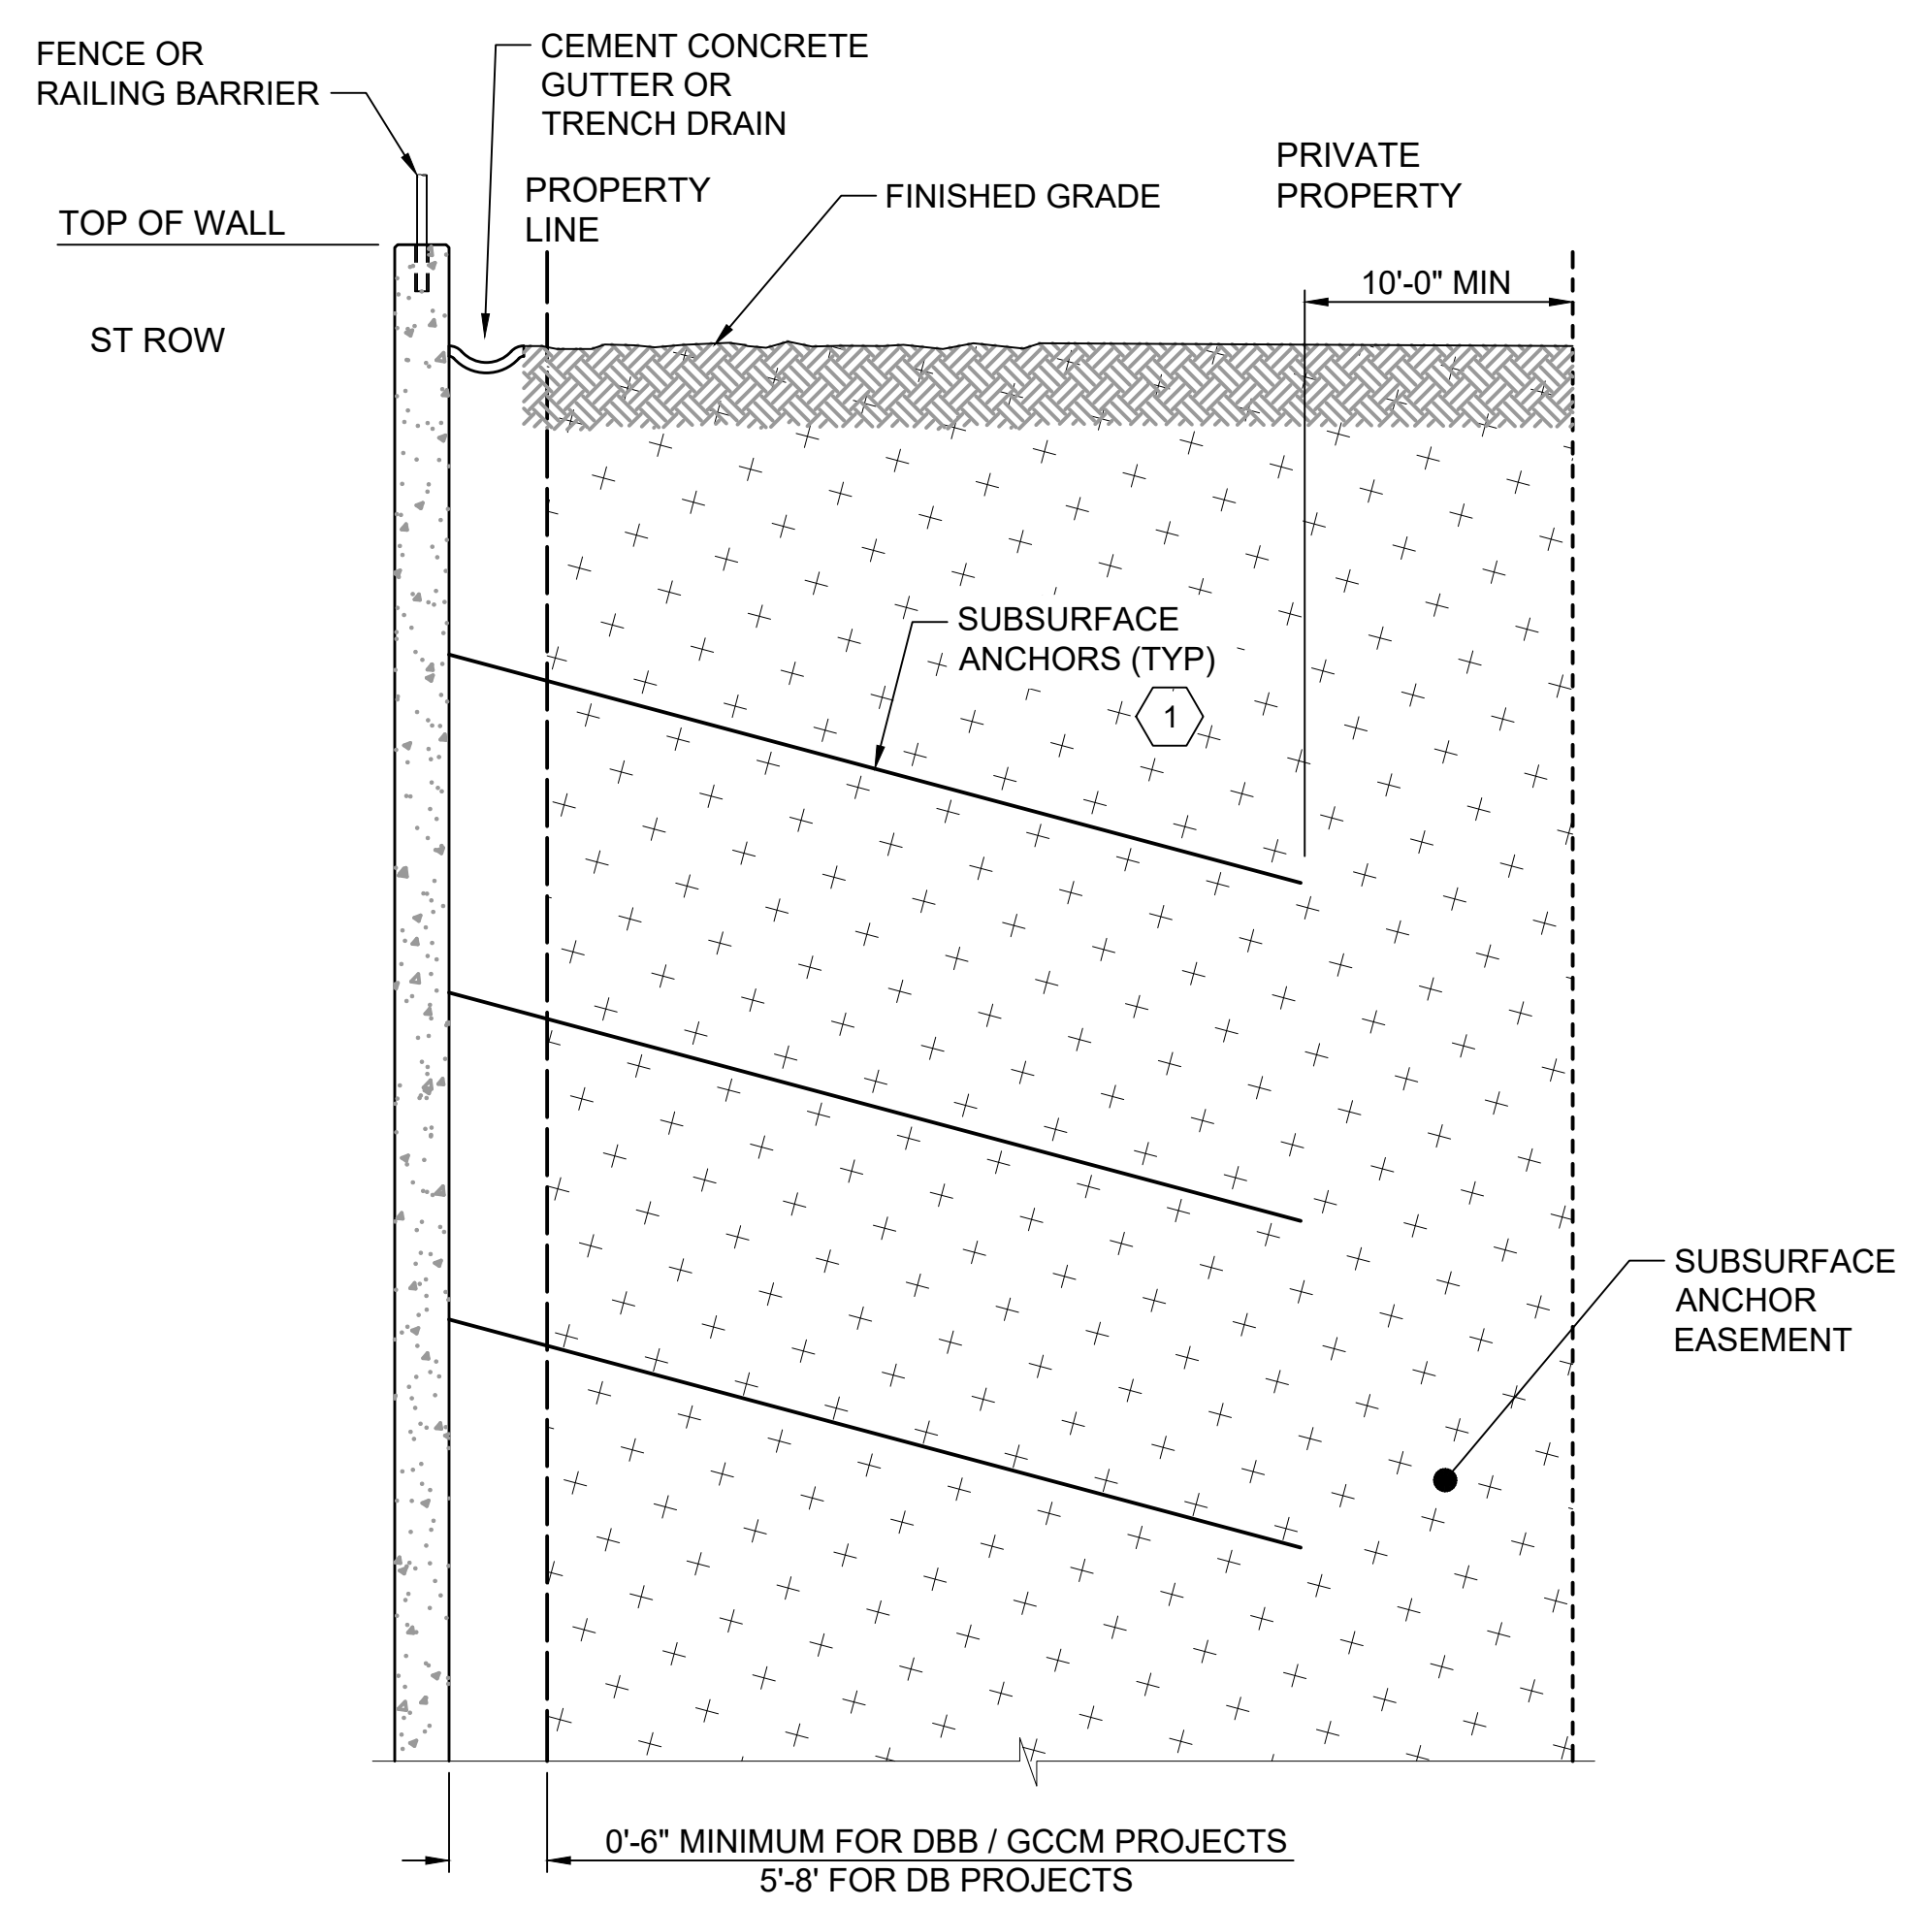 FENCE OR
RAILING BARRIER
CEMENT CONCRETE
GUTTER OR
TRENCH DRAIN
PROPERTY
LINE
FINISHED GRADE
PRIVATE
PROPERTY
TOP OF WALL
10'-0" MIN
ST ROW
SUBSURFACE
ANCHORS (TYP)
1
SUBSURFACE
ANCHOR
EASEMENT
0'-6" MINIMUM FOR DBB / GCCM PROJECTS
5'-8' FOR DB PROJECTS